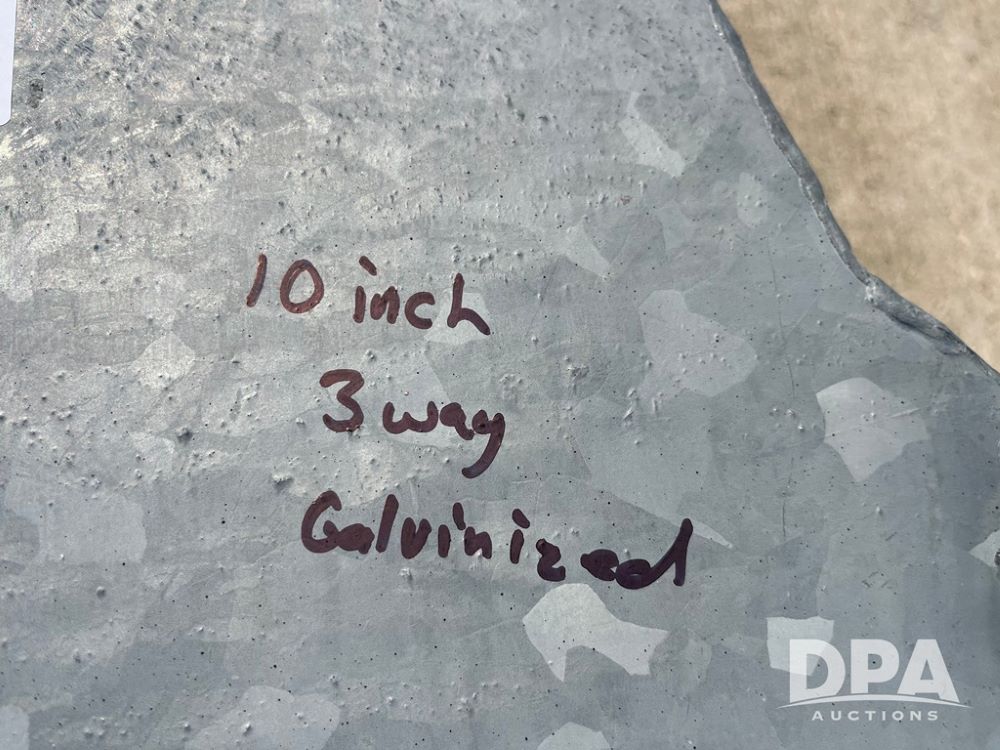 10 inch
3 way
Galvinized
DPA
AUCTIONS